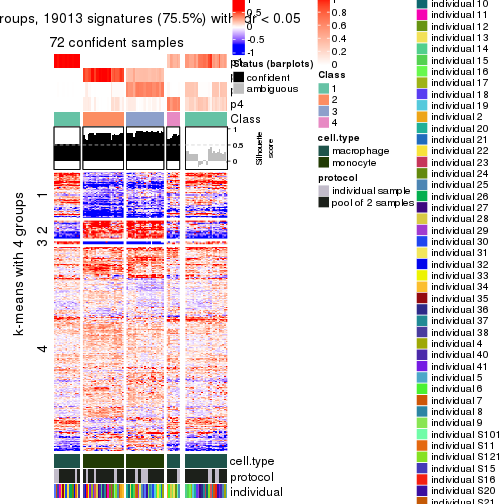 roups, 19013 signatures (75.5%) with fdr < 0.05
72 confident samples
p4
Class
1
0.5
0
Silhouette
score
k-means with 4 groups
1
2
3
4
cell.type
protocol
individual
1
0.5
0
-0.5
-1
Status (barplots)
confident
ambiguous
0.8
0.6
0.4
0.2
0
Class
1
2
3
4
cell.type
macrophage
monocyte
protocol
individual sample
pool of 2 samples
individual 10
individual 11
individual 12
individual 13
individual 14
individual 15
individual 16
individual 17
individual 18
individual 19
individual 2
individual 20
individual 21
individual 22
individual 23
individual 24
individual 25
individual 26
individual 27
individual 28
individual 29
individual 30
individual 31
individual 32
individual 33
individual 34
individual 35
individual 36
individual 37
individual 38
individual 4
individual 40
individual 41
individual 5
individual 6
individual 7
individual 8
individual 9
individual S101
individual S11
individual S121
individual S15
individual S16
individual S20
individual S21